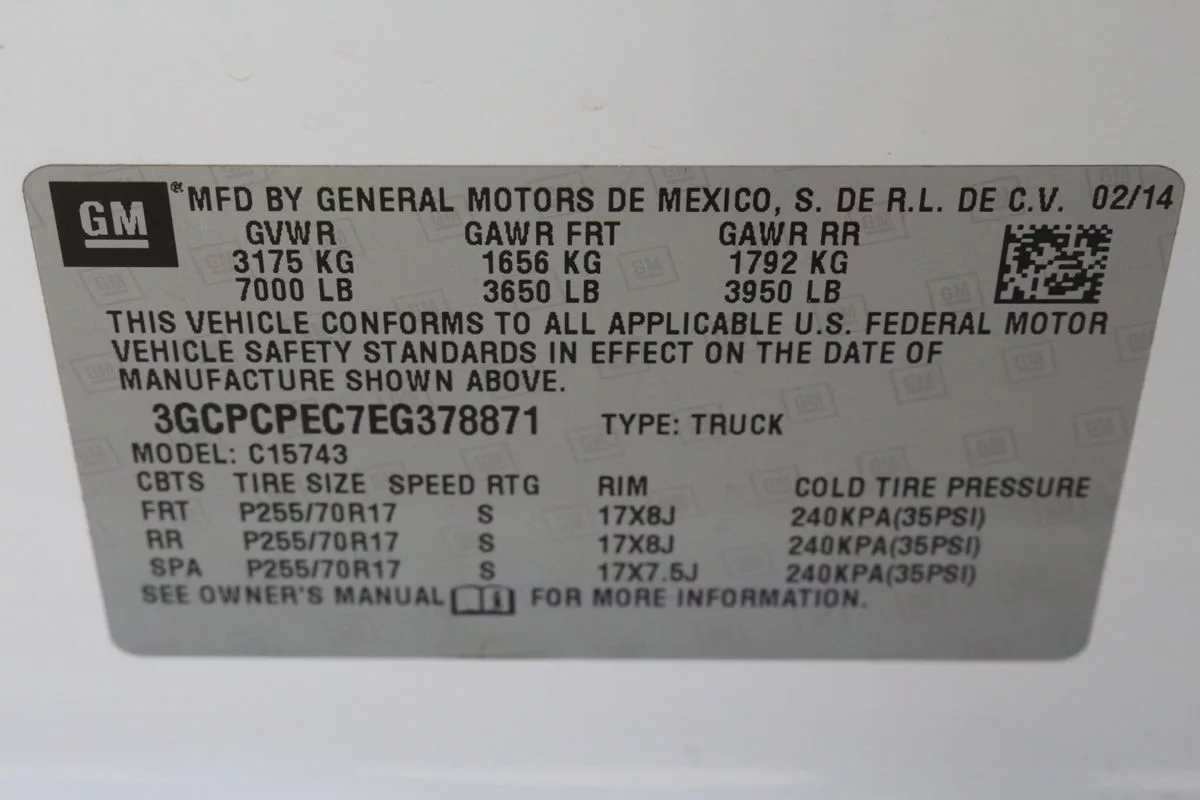 GM ® MFD BY GENERAL MOTORS DE MEXICO, S. DE R.L. DE C.V. 02/14
GVWR GAWR FRT GAWR RR
3175 KG 1656 KG 1792 KG
7000 LB 3650 LB 3950 LB
THIS VEHICLE CONFORMS TO ALL APPLICABLE U.S. FEDERAL MOTOR
VEHICLE SAFETY STANDARDS IN EFFECT ON THE DATE OF
MANUFACTURE SHOWN ABOVE.
3GCPCPEC7EG378871 TYPE: TRUCK
MODEL: C15743
CBTS TIRE SIZE SPEED RTG RIM COLD TIRE PRESSURE
FRT P255/70R17 S 17X8J 240KPA(35PSI)
RR P255/70R17 S 17X8J 240KPA(35PSI)
SPA P255/70R17 S 17X7.5J 240KPA(35PSI)
SEE OWNER'S MANUAL FOR MORE INFORMATION.